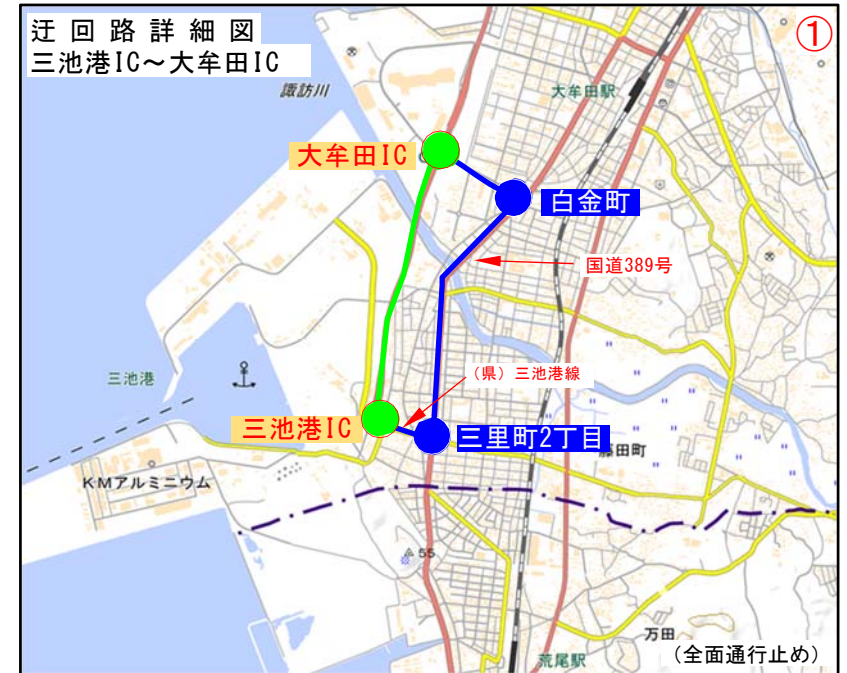 迂回路詳細図
三池港IC～大牟田IC
①
諏訪川
大牟田駅
大牟田IC
白金町
国道389号
三池港
（県）三池港線
三池港IC
三里町2丁目
藤田町
KMアルミニウム
55
万田
荒尾駅
(全面通行止め)